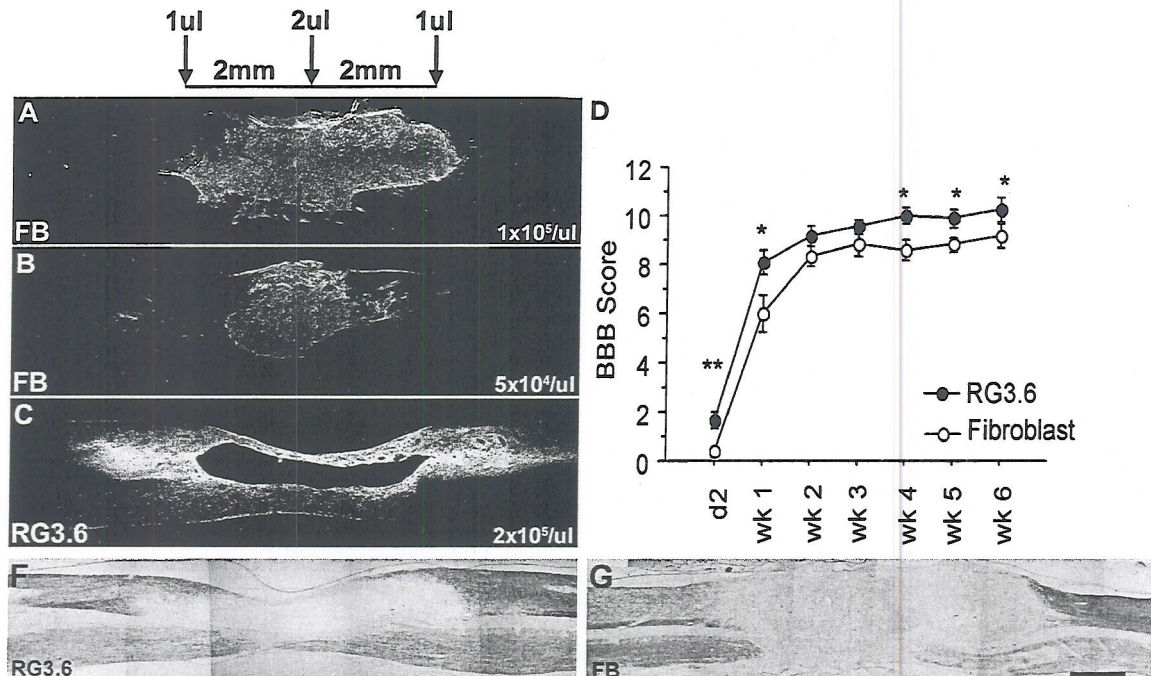 1ul 2ul 1ul
2mm 2mm
A
FB 1x10⁵/ul
B
FB 5x10⁴/ul
C
RG3.6 2x10⁵/ul
D
BBB Score
12
10
8
6
4
2
0
**
*
*
*
*
RG3.6
Fibroblast
d2
wk 1
wk 2
wk 3
wk 4
wk 5
wk 6
F
RG3.6
G
FB